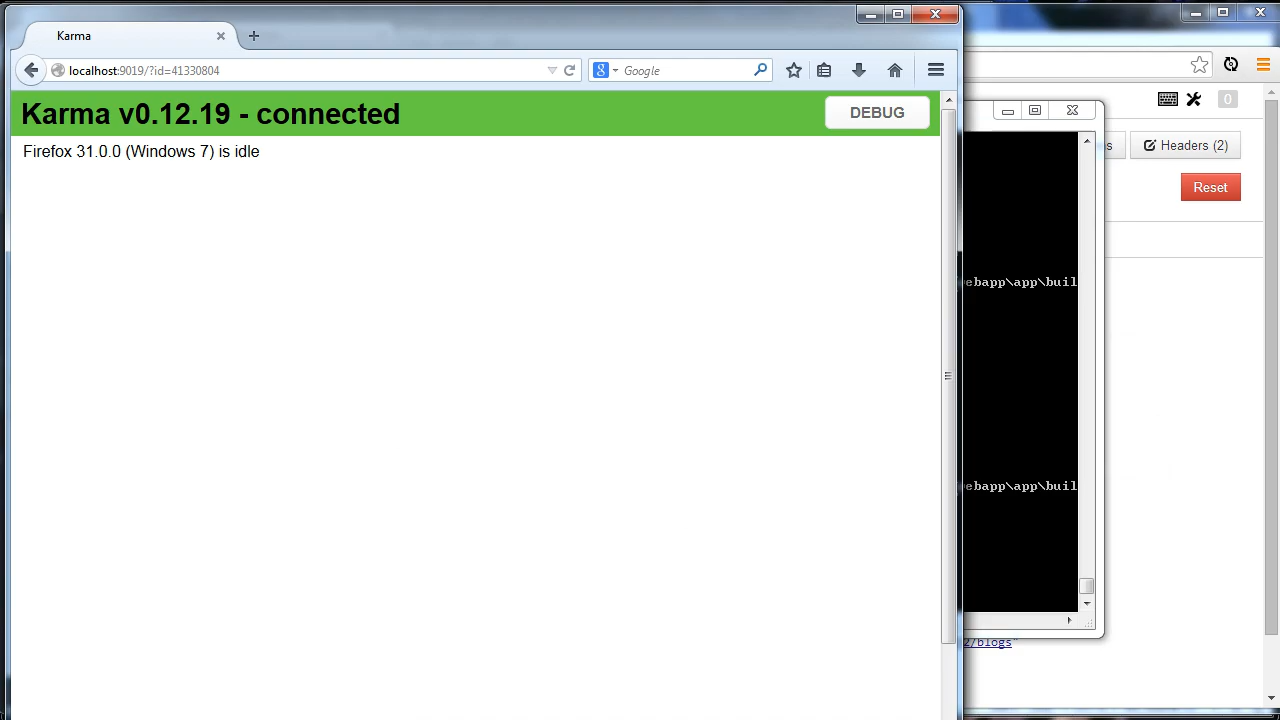 Karma
localhost:9019/?id=41330804
Google
Karma v0.12.19 - connected
DEBUG
Firefox 31.0.0 (Windows 7) is idle
0
s
Headers (2)
Reset
ebapp\app\buil
ebapp\app\buil
2/blogs"